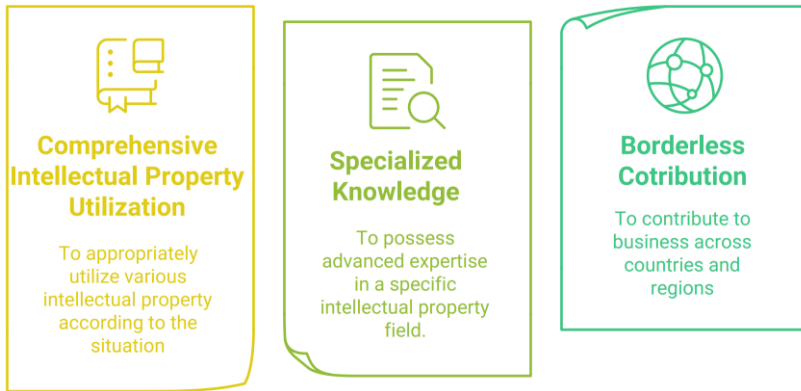 Comprehensive
Intellectual Property
Utilization
To appropriately
utilize various
intellectual property
according to the
situation
Specialized
Knowledge
To possess
advanced expertise
in a specific
intellectual property
field.
Borderless
Cotribution
To contribute to
business across
countries and
regions